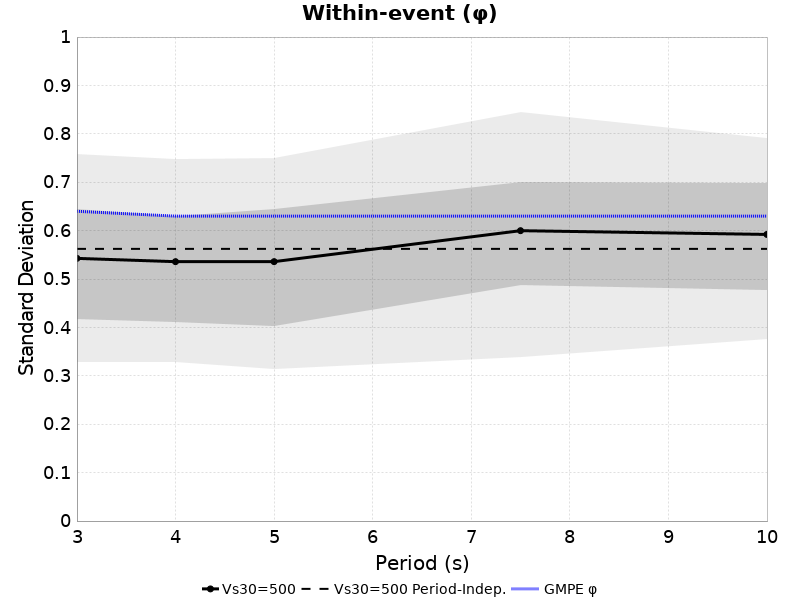 Within-event (φ)
Standard Deviation
1
0.9
0.8
0.7
0.6
0.5
0.4
0.3
0.2
0.1
0
3 4 5 6 7 8 9 10
Period (s)
Vs30=500 Vs30=500 Period-Indep. GMPE φ